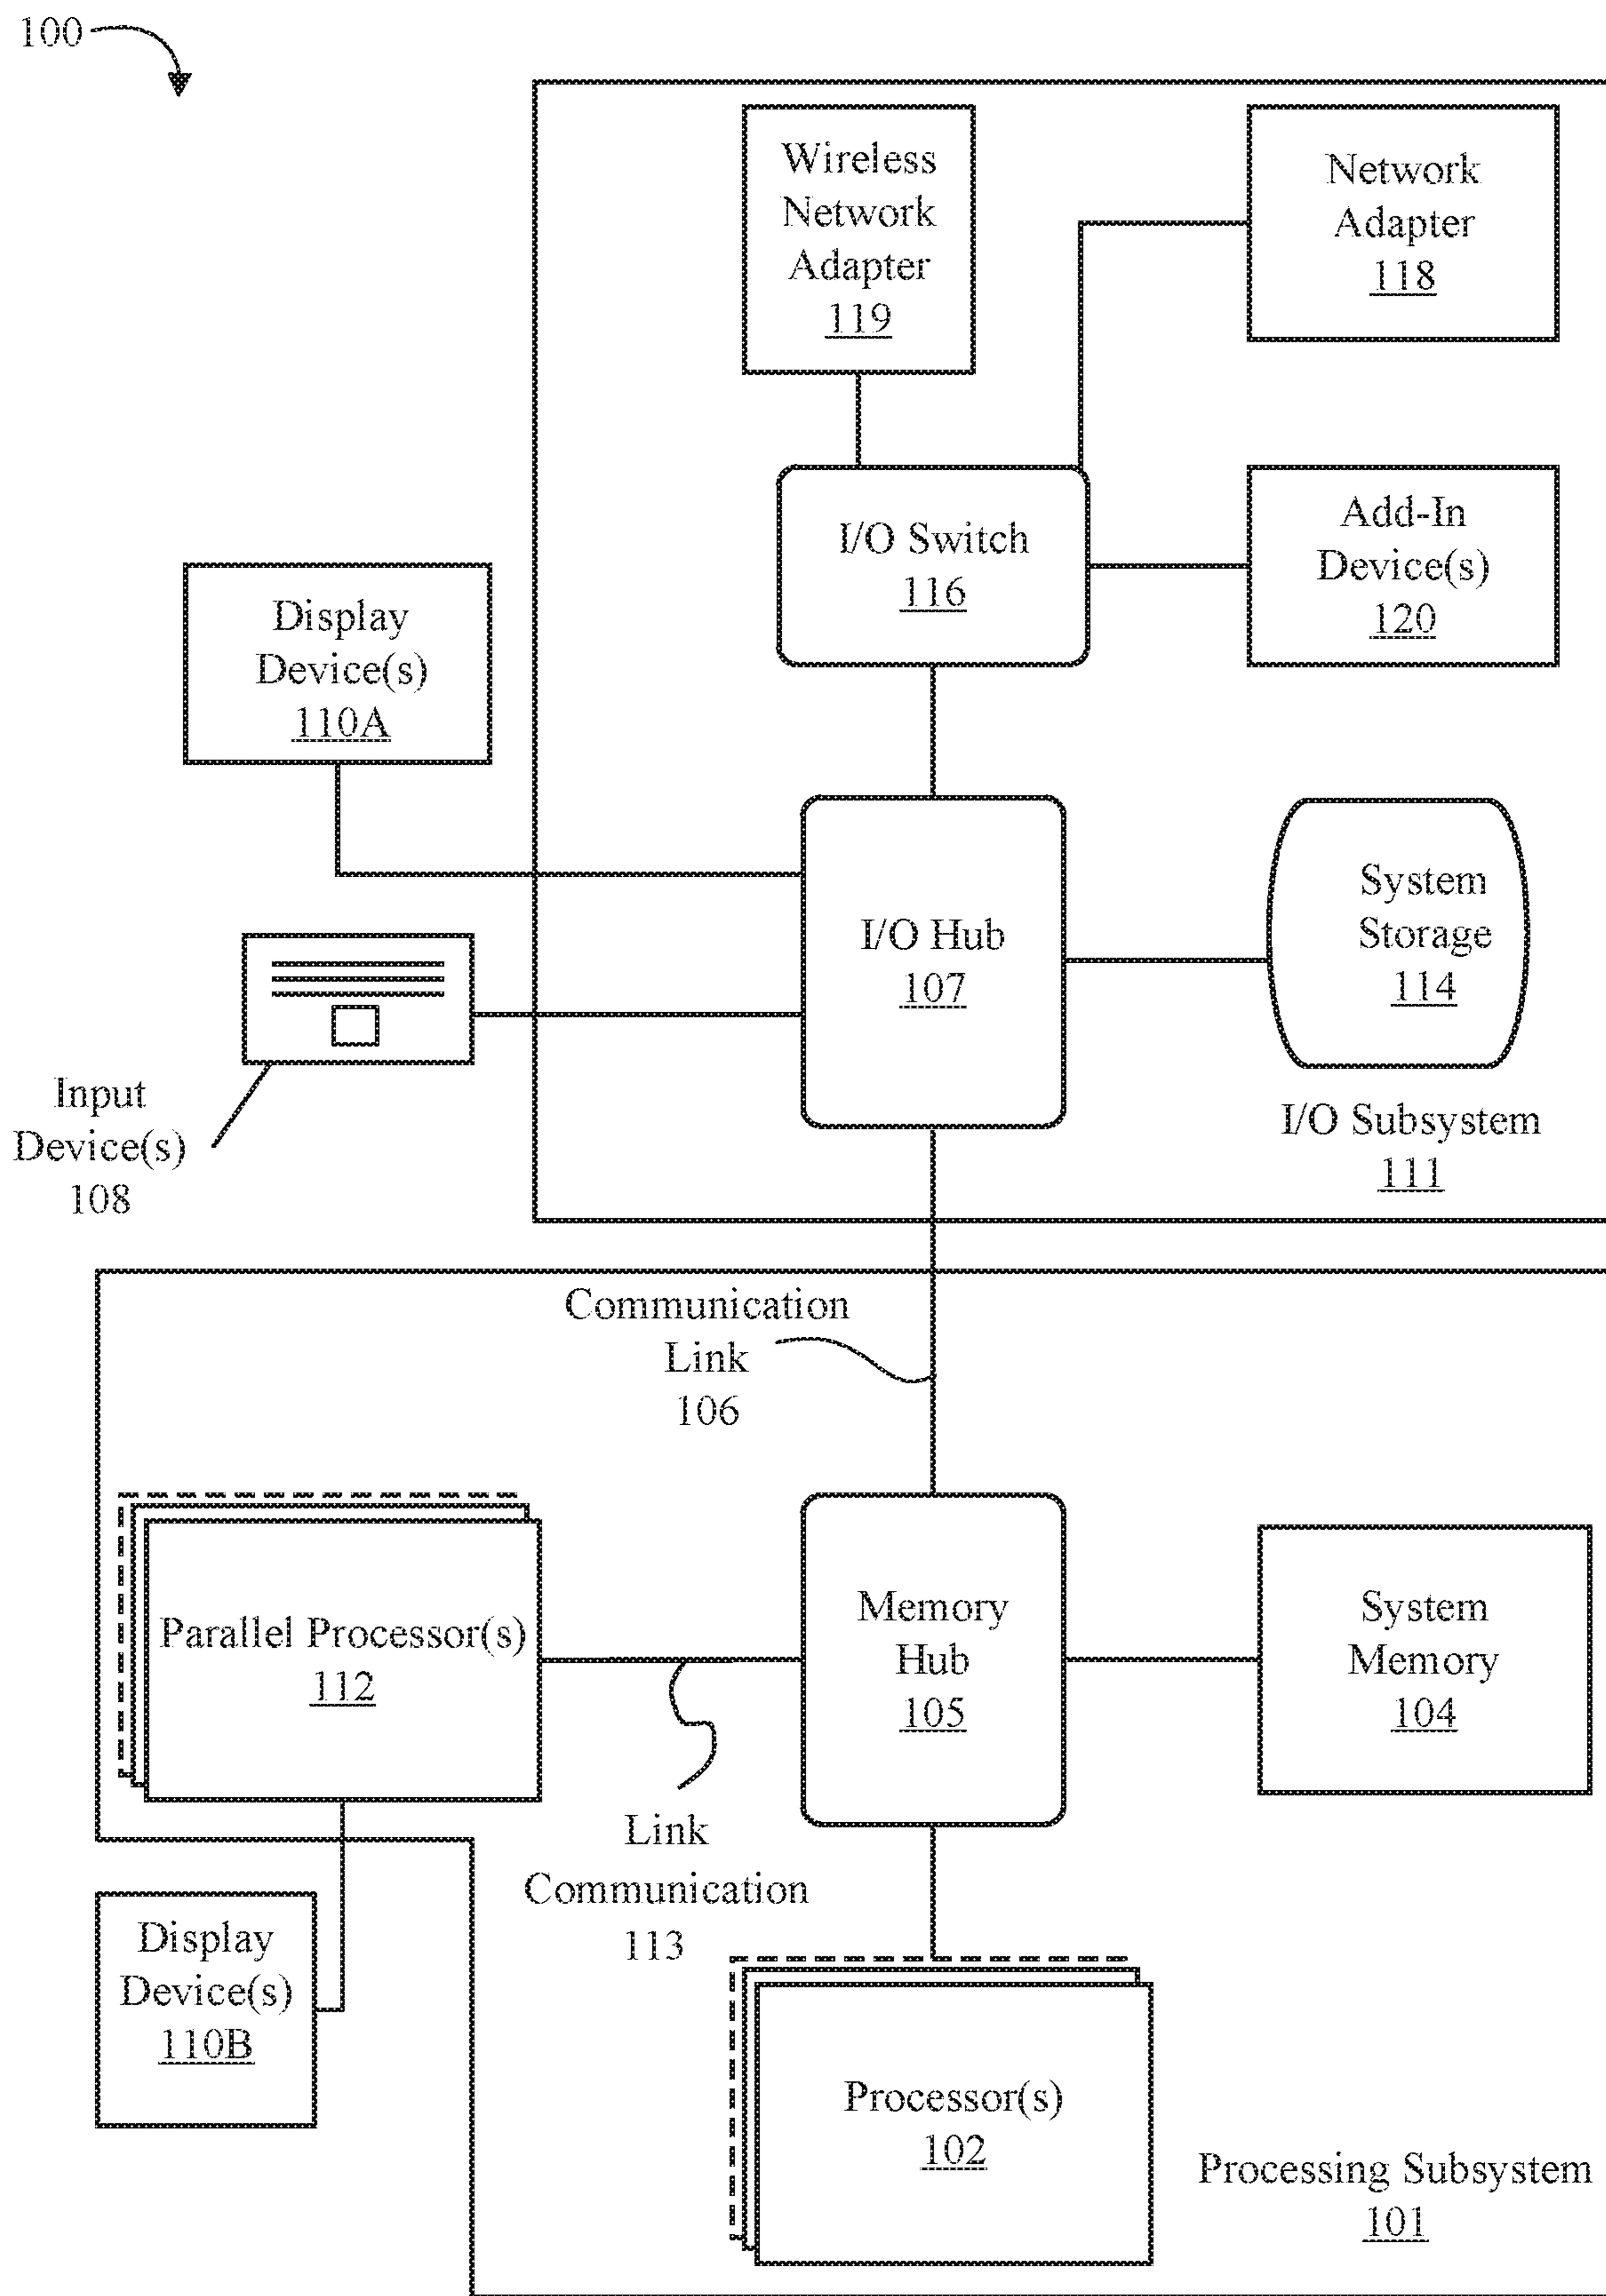 100
Wireless
Network
Adapter
119
Network
Adapter
118
I/O Switch
116
Add-In
Device(s)
120
Display
Device(s)
110A
I/O Hub
107
System
Storage
114
Input
Device(s)
108
I/O Subsystem
111
Communication
Link
106
Parallel Processor(s)
112
Memory
Hub
105
System
Memory
104
Link
Communication
113
Display
Device(s)
110B
Processor(s)
102
Processing Subsystem
101